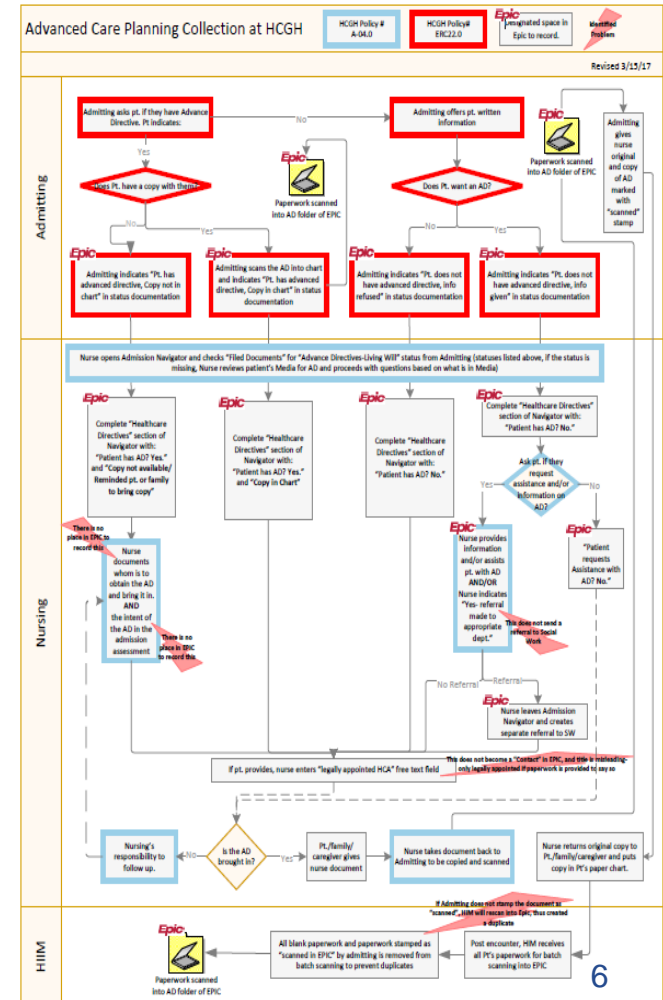 Advanced Care Planning Collection at HCGH
HCGH Policy #
A-04.0
HCGH Policy#
ERC22.0
Epic
Designated space in
Epic to record.
Identified
Problem
Revised 3/15/17
Admitting
Admitting asks pt. if they have Advance
Directive. Pt indicates:
No
Admitting offers pt. written
information
Yes
Epic
Paperwork scanned
into AD folder of EPIC
Epic
Paperwork scanned
into AD folder of EPIC
Admitting
gives
nurse
original
and copy
of AD
marked
with
"scanned"
stamp
Does Pt. have a copy with them?
Does Pt. want an AD?
No
Yes
No
Yes
Epic
Admitting indicates "Pt. has
advanced directive, Copy not in
chart" in status documentation
Epic
Admitting scans the AD into chart
and indicates "Pt. has advanced
directive, Copy in chart" in status
documentation
Epic
Admitting indicates "Pt. does not
have advanced directive, info
refused" in status documentation
Epic
Admitting indicates "Pt. does not
have advanced directive, info
given" in status documentation
Nursing
Nurse opens Admission Navigator and checks "Filed Documents" for "Advance Directives-Living Will" status from Admitting (statuses listed above, if the status is
missing, Nurse reviews patient's Media for AD and proceeds with questions based on what is in Media)
Epic
Complete "Healthcare
Directives" section of
Navigator with:
"Patient has AD? Yes."
and "Copy not available/
Reminded pt. or family
to bring copy"
Epic
Complete "Healthcare
Directives" section of
Navigator with:
"Patient has AD? Yes."
and "Copy in Chart"
Epic
Complete "Healthcare
Directives" section of
Navigator with:
"Patient has AD? No."
Epic
Complete "Healthcare Directives"
section of Navigator with:
"Patient has AD? No."
Ask pt. if they
request
assistance and/or
information on
AD?
Yes
No
There is no
place in EPIC to
record this
Nurse
documents
whom is to
obtain the AD
and bring it in.
AND
the intent of
the AD in the
admission
assessment
There is no
place in EPIC
to record this
Epic
Nurse provides
information
and/or assists
pt. with AD
AND/OR
Nurse indicates
"Yes- referral
made to
appropriate
dept."
Epic
"Patient
requests
Assistance with
AD? No."
This does not send a
referral to Social
Work
No Referral
Referral
Epic
Nurse leaves Admission
Navigator and creates
separate referral to SW
If pt. provides, nurse enters "legally appointed HCA" free text field
This does not become a "Contact" in EPIC, and title is misleading-
only legally appointed if paperwork is provided to say so
Nursing's
responsibility to
follow up.
No
Is the AD
brought in?
Yes
Pt./family/
caregiver gives
nurse document
Nurse takes document back to
Admitting to be copied and scanned
Nurse returns original copy to
Pt./family/caregiver and puts
copy in Pt's paper chart.
HIIM
If Admitting does not stamp the document as
"scanned", HIIM will rescan into Epic, thus created
a duplicate
Epic
Paperwork scanned
into AD folder of EPIC
All blank paperwork and paperwork stamped as
"scanned in EPIC" by admitting is removed from
batch scanning to prevent duplicates
Post encounter, HIM receives
all Pt's paperwork for batch
scanning into EPIC
6